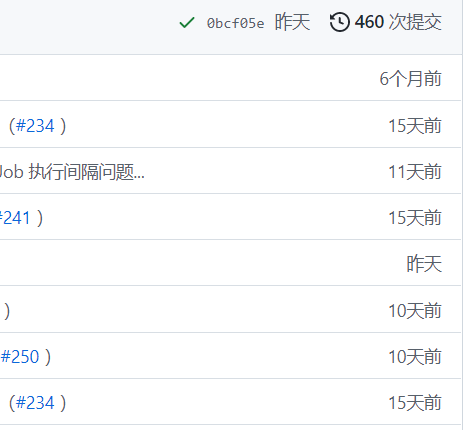 0bcf05e 昨天 460 次提交
6个月前
(#234 ) 15天前
Job 执行间隔问题... 11天前
#241 ) 15天前
昨天
) 10天前
#250 ) 10天前
(#234 ) 15天前